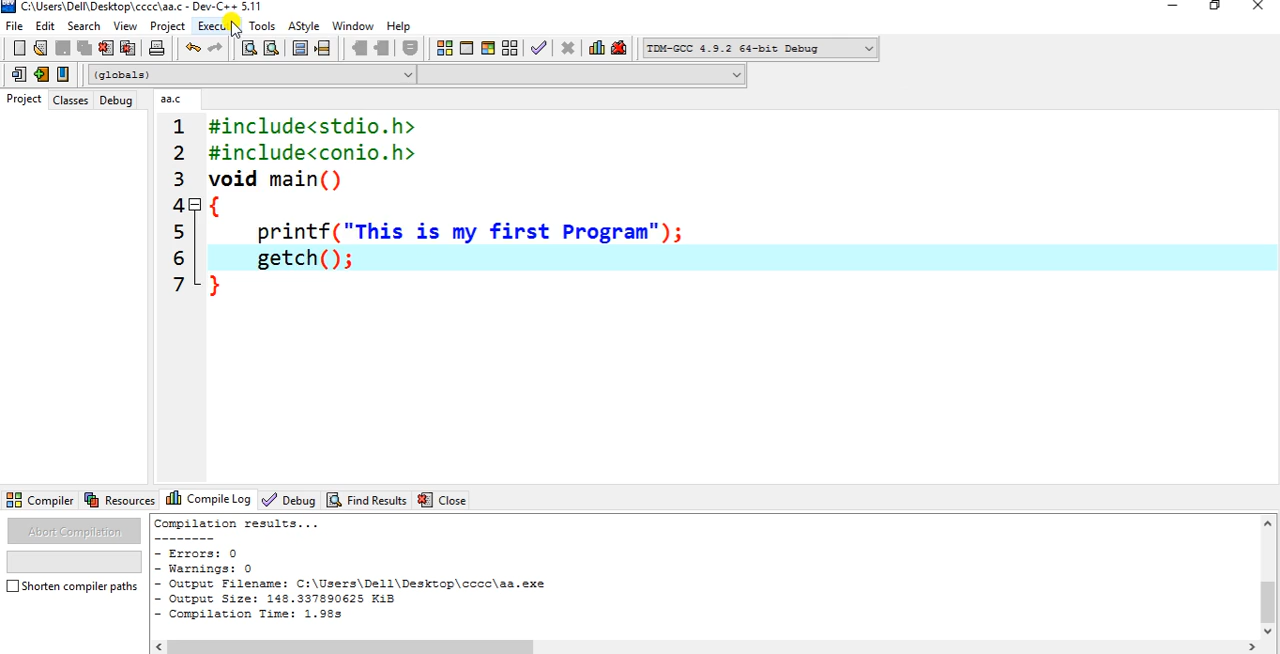 C:\Users\Dell\Desktop\cccc\aa.c - Dev-C++ 5.11
File Edit Search View Project Execu Tools AStyle Window Help
TDM-GCC 4.9.2 64-bit Debug
(globals)
Project Classes Debug aa.c
1 #include<stdio.h>
2 #include<conio.h>
3 void main()
4 {
5 printf("This is my first Program");
6 getch();
7 }
Compiler Resources Compile Log Debug Find Results Close
Abort Compilation
Shorten compiler paths
Compilation results...
--------
- Errors: 0
- Warnings: 0
- Output Filename: C:\Users\Dell\Desktop\cccc\aa.exe
- Output Size: 148.337890625 KiB
- Compilation Time: 1.98s